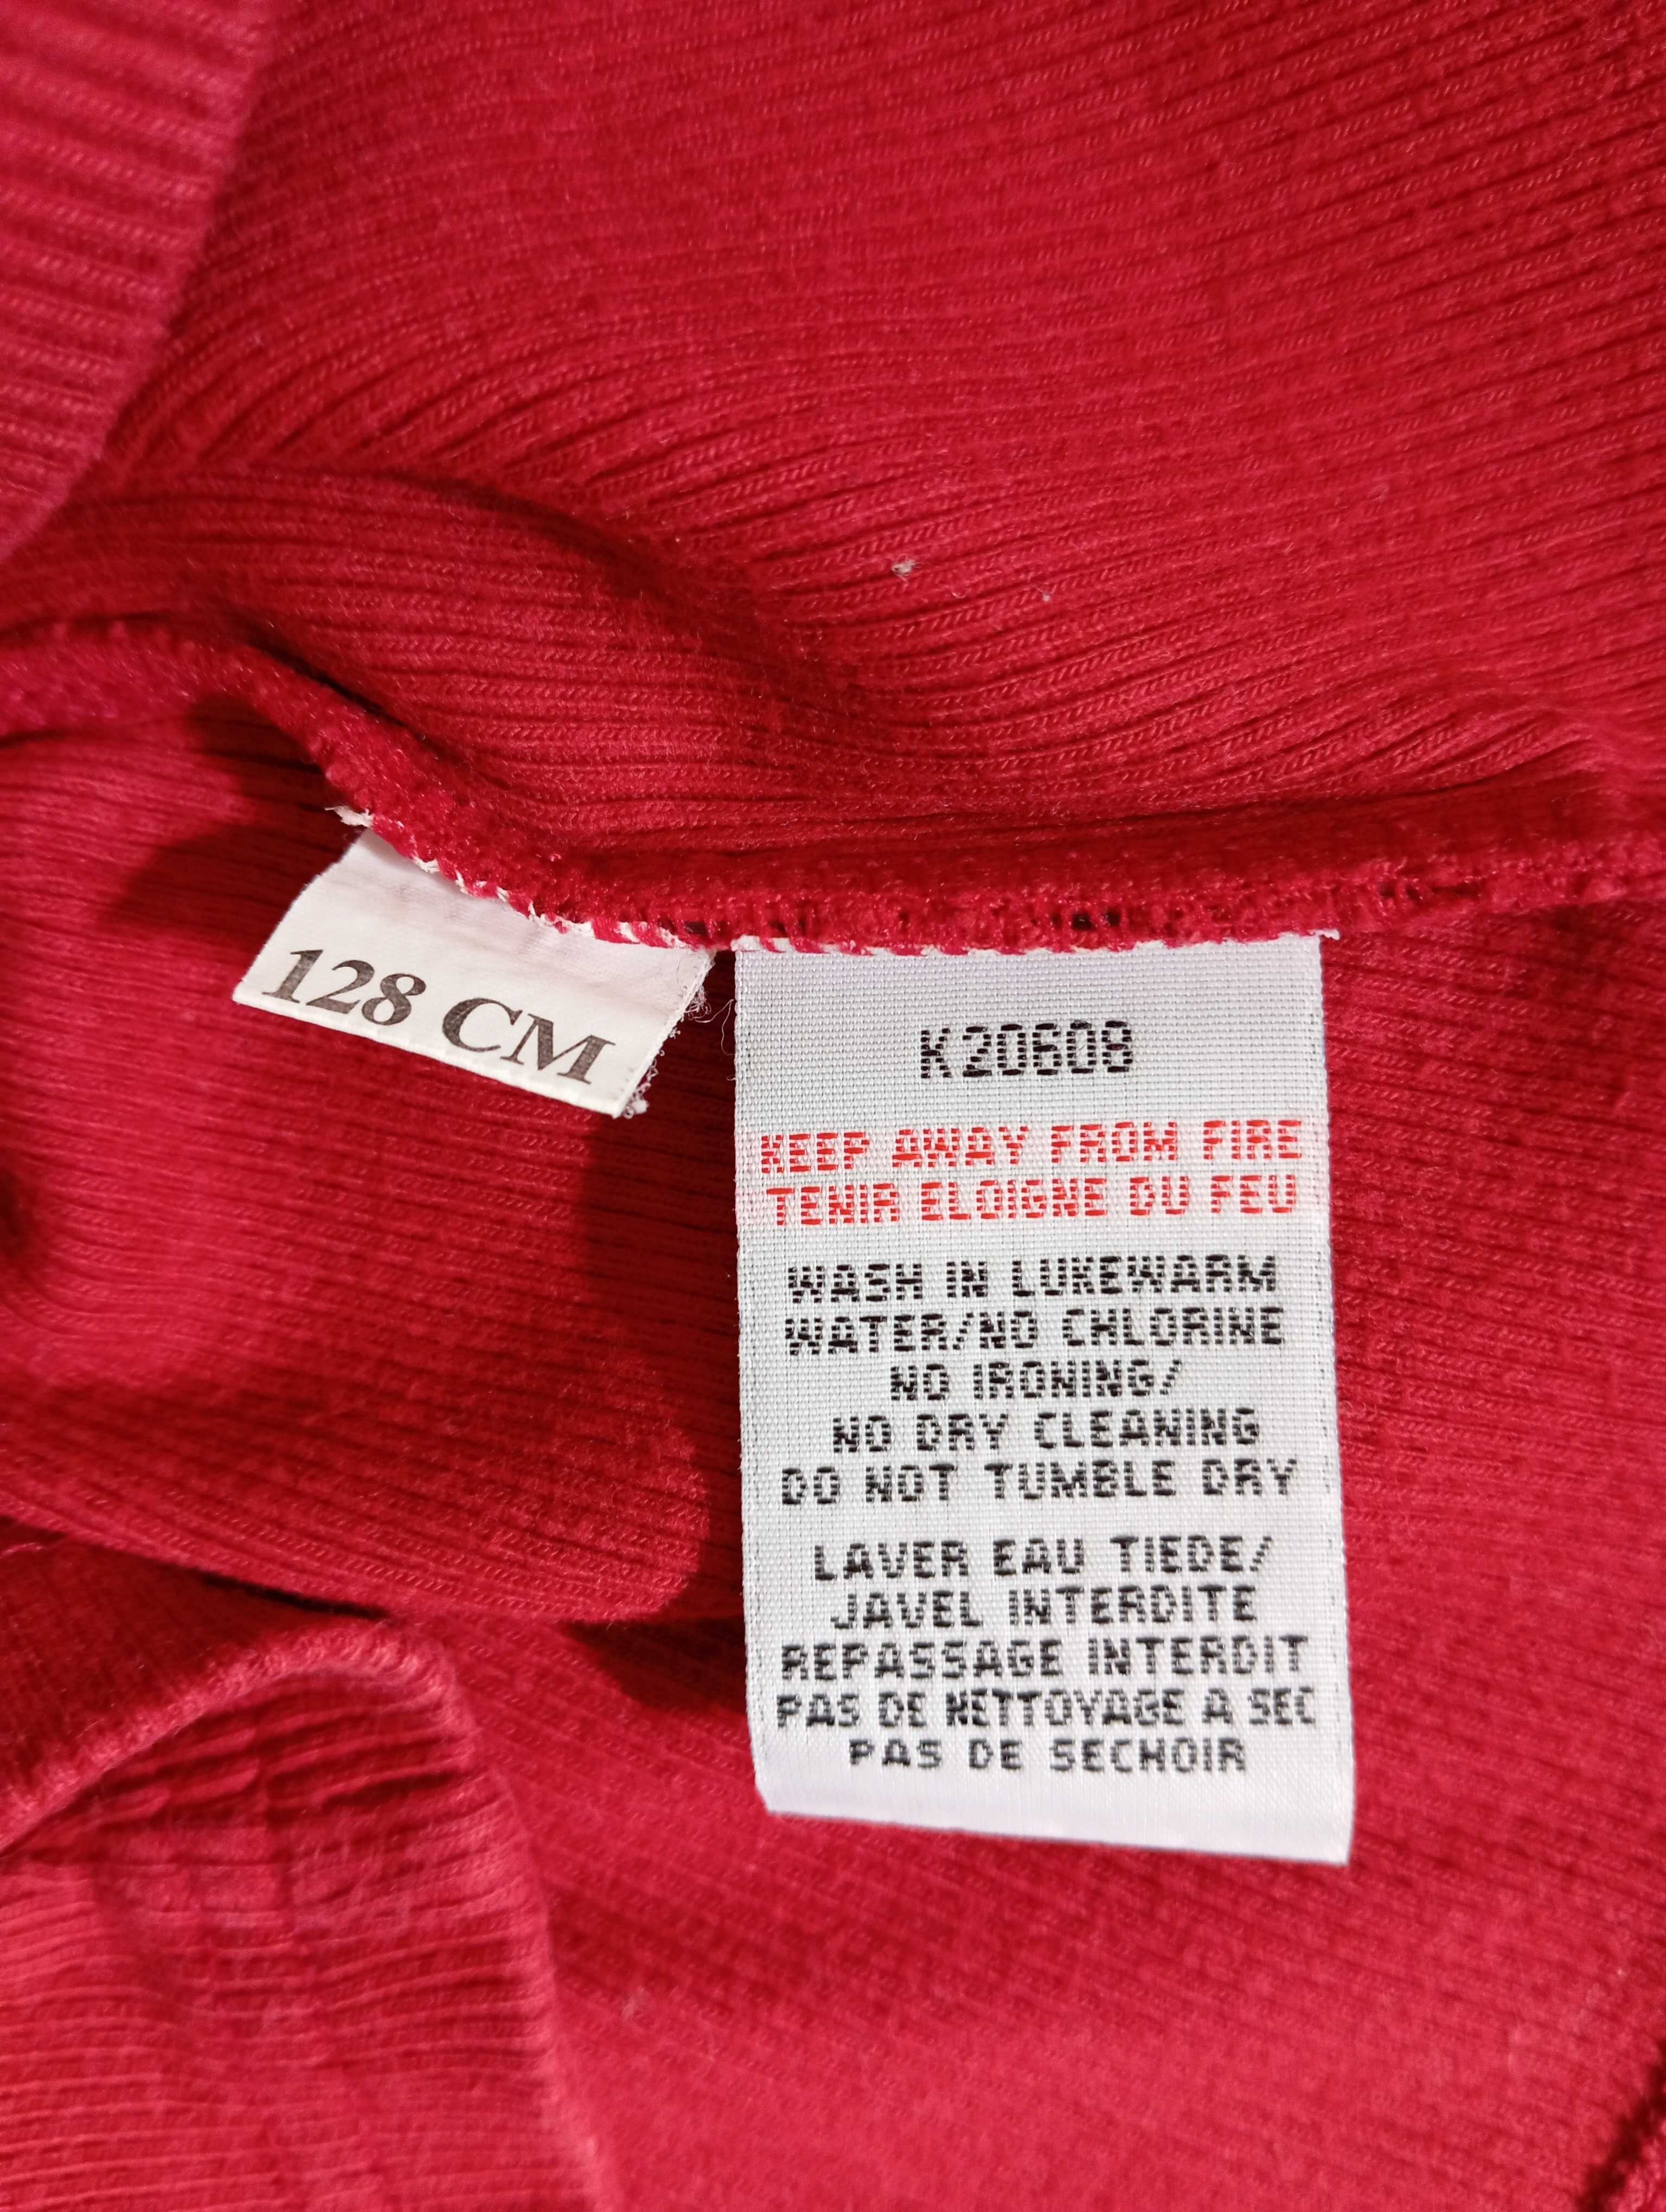 128 CM
K20608
KEEP AWAY FROM FIRE
TENIR ELOIGNE DU FEU
WASH IN LUKEWARM
WATER/NO CHLORINE
NO IRONING/
NO DRY CLEANING
DO NOT TUMBLE DRY
LAVER EAU TIEDE/
JAVEL INTERDITE
REPASSAGE INTERDIT
PAS DE NETTOYAGE A SEC
PAS DE SECHOIR